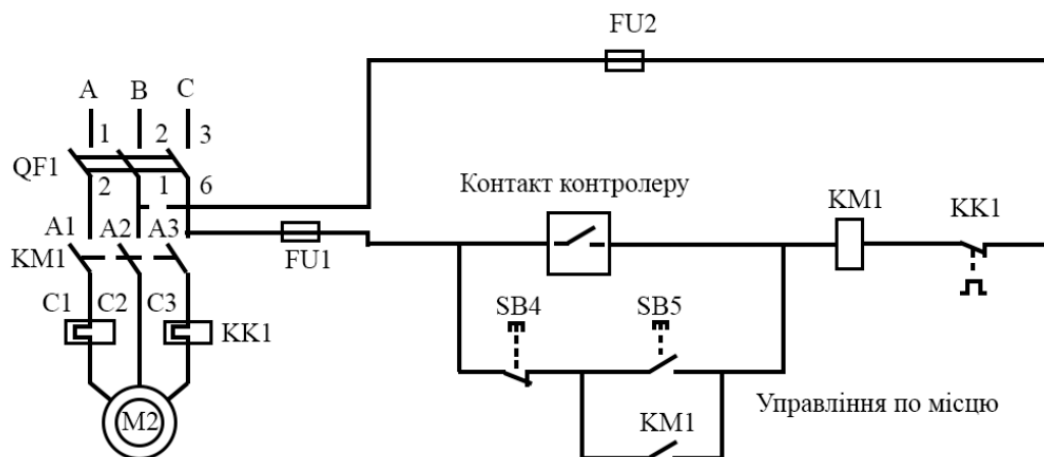 FU2
A B C
1 2 3
QF1
2 1 6
Контакт контролеру
KM1
KK1
A1 A2 A3
FU1
KM1
C1 C2 C3
SB4
SB5
KK1
Управління по місцю
M2
KM1